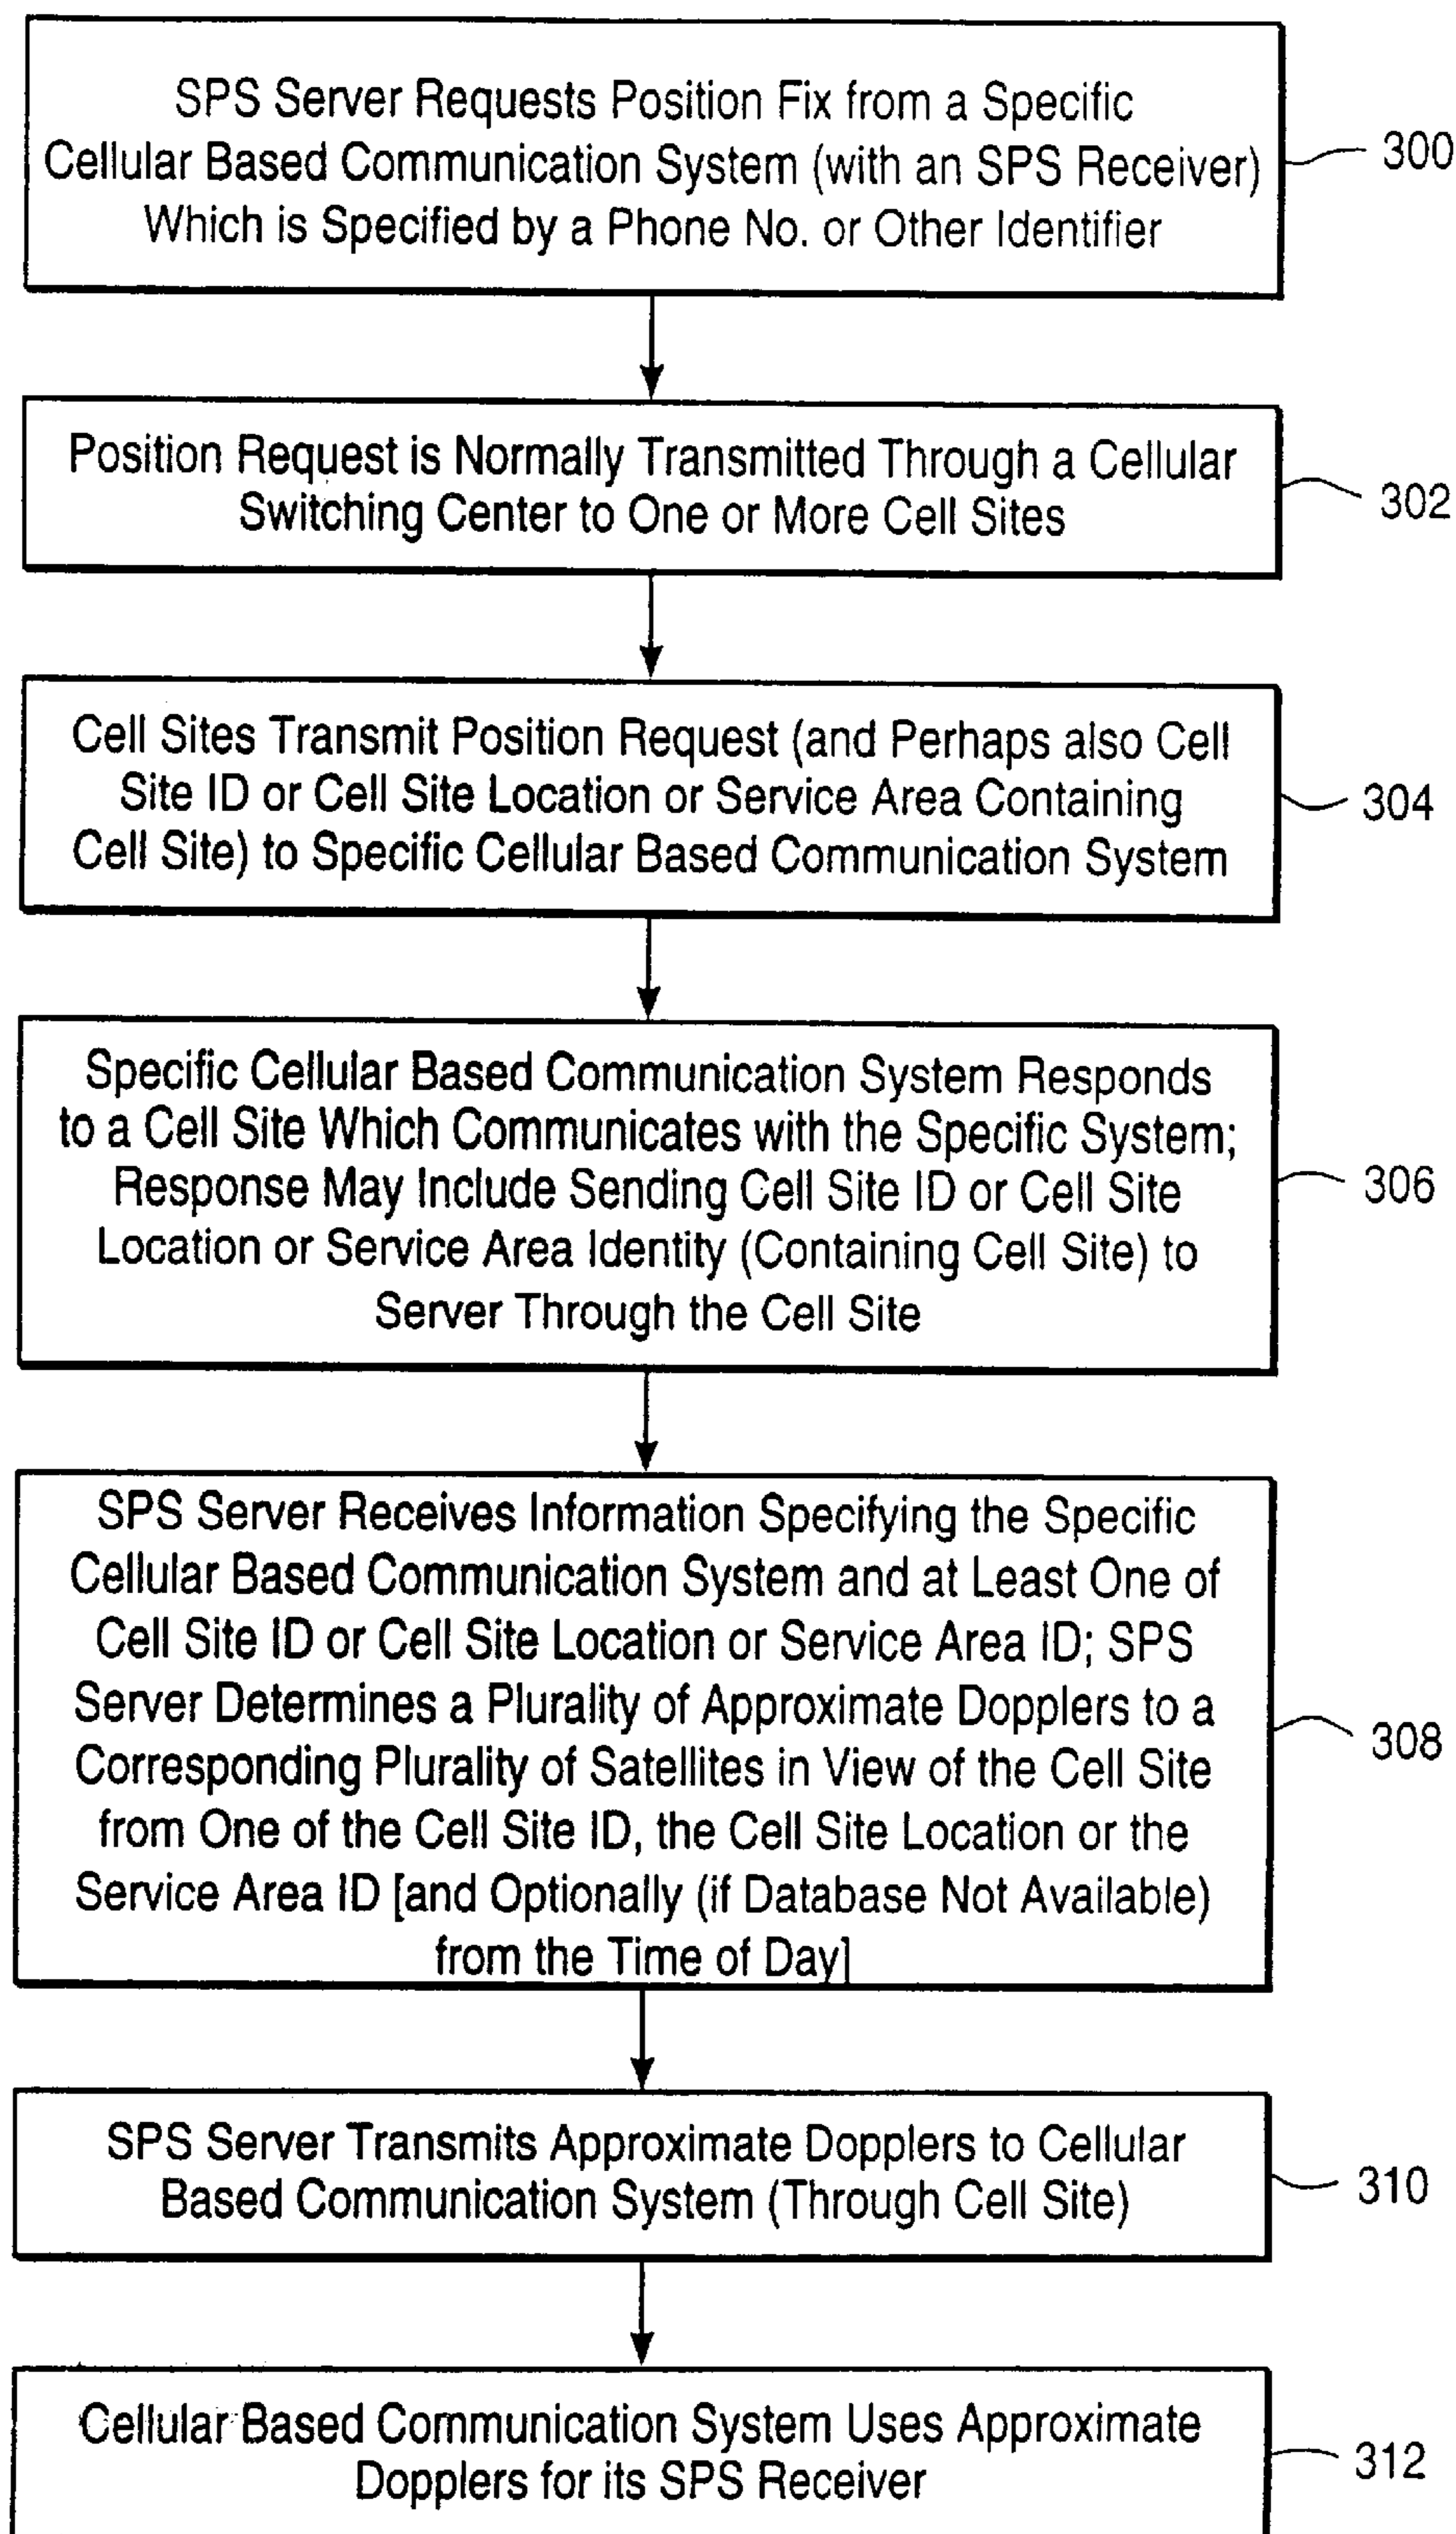 SPS Server Requests Position Fix from a Specific
Cellular Based Communication System (with an SPS Receiver)
Which is Specified by a Phone No. or Other Identifier
300
Position Request is Normally Transmitted Through a Cellular
Switching Center to One or More Cell Sites
302
Cell Sites Transmit Position Request (and Perhaps also Cell
Site ID or Cell Site Location or Service Area Containing
Cell Site) to Specific Cellular Based Communication System
304
Specific Cellular Based Communication System Responds
to a Cell Site Which Communicates with the Specific System;
Response May Include Sending Cell Site ID or Cell Site
Location or Service Area Identity (Containing Cell Site) to
Server Through the Cell Site
306
SPS Server Receives Information Specifying the Specific
Cellular Based Communication System and at Least One of
Cell Site ID or Cell Site Location or Service Area ID; SPS
Server Determines a Plurality of Approximate Dopplers to a
Corresponding Plurality of Satellites in View of the Cell Site
from One of the Cell Site ID, the Cell Site Location or the
Service Area ID [and Optionally (if Database Not Available)
from the Time of Day]
308
SPS Server Transmits Approximate Dopplers to Cellular
Based Communication System (Through Cell Site)
310
Cellular Based Communication System Uses Approximate
Dopplers for its SPS Receiver
312